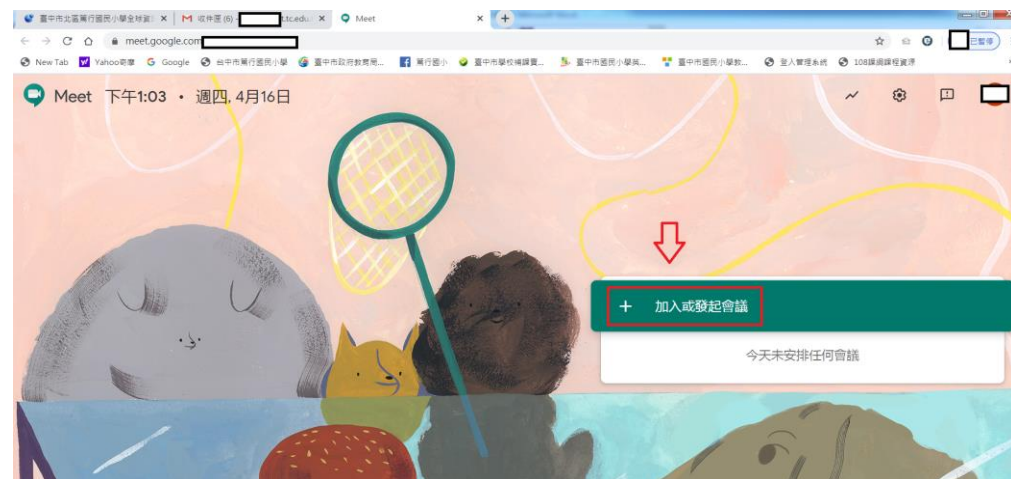 臺中市北區篤行國民小學全球資
收件匣 (6) -
t.tc.edu.
Meet
meet.google.com
已暫停
New Tab Yahoo奇摩 Google 台中市篤行國民小學 臺中市政府教育局... 篤行國小 臺中市學校補課實... 臺中市國民小學英... 臺中市國民小學教... 登入管理系統 108課綱課程資源
Meet 下午1:03 • 週四, 4月16日
+ 加入或發起會議
今天未安排任何會議